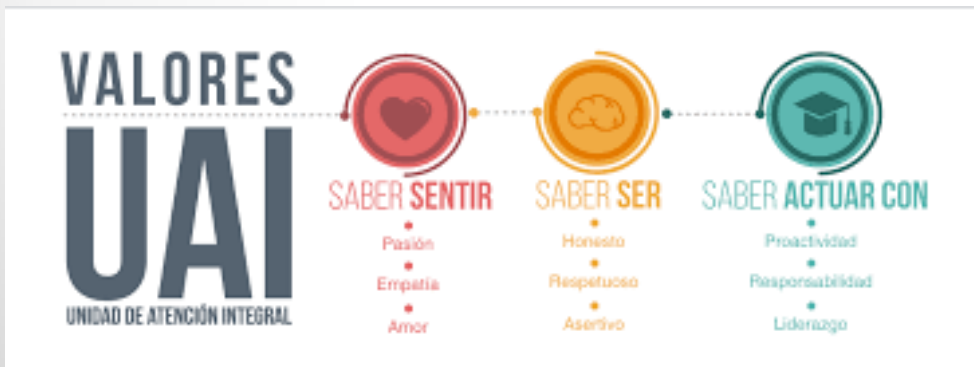 VALORES
UAI
UNIDAD DE ATENCIÓN INTEGRAL
SABER SENTIR
Pasión
Empatía
Amor
SABER SER
Honesto
Respetuoso
Asertivo
SABER ACTUAR CON
Proactividad
Responsabilidad
Liderazgo